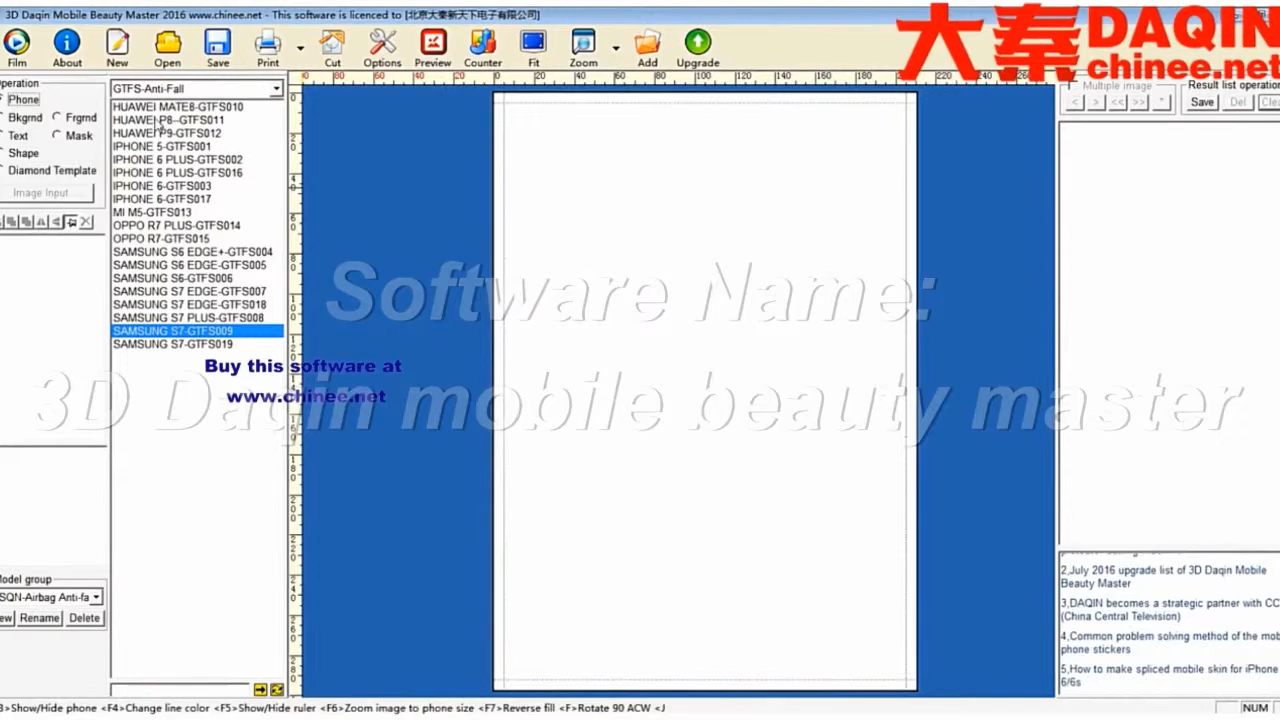 3D Daqin Mobile Beauty Master 2016 www.chinee.net - This software is licenced to [北京大秦新天下电子有限公司]
大秦 DAQIN
chinee.net
Film About New Open Save Print Cut Options Preview Counter Fit Zoom Add Upgrade
Operation
Phone
Bkgrnd Frgrnd
Text Mask
Shape
Diamond Template
Image Input...
GTFS-Anti-Fall
HUAWEI MATE8-GTFS010
HUAWEI P8--GTFS011
HUAWEI P9-GTFS012
IPHONE 5-GTFS001
IPHONE 6 PLUS-GTFS002
IPHONE 6 PLUS-GTFS016
IPHONE 6-GTFS003
IPHONE 6-GTFS017
MI M5-GTFS013
OPPO R7 PLUS-GTFS014
OPPO R7-GTFS015
SAMSUNG S6 EDGE+-GTFS004
SAMSUNG S6 EDGE-GTFS005
SAMSUNG S6-GTFS006
SAMSUNG S7 EDGE-GTFS007
SAMSUNG S7 EDGE-GTFS018
SAMSUNG S7 PLUS-GTFS008
SAMSUNG S7-GTFS009
SAMSUNG S7-GTFS019
Software Name:
3D Daqin mobile beauty master
Buy this software at
www.chinee.net
Multiple image
< > << >> *
Result list operation
Save Del Clea
2,July 2016 upgrade list of 3D Daqin Mobile
Beauty Master
3,DAQIN becomes a strategic partner with CC
(China Central Television)
4,Common problem solving method of the mo
phone stickers
5,How to make spliced mobile skin for iPhone
6/6s
Model group
SQN-Airbag Anti-fa
ew Rename Delete
3>Show/Hide phone <F4>Change line color <F5>Show/Hide ruler <F6>Zoom image to phone size <F7>Reverse fill <F>Rotate 90 ACW <J
NUM